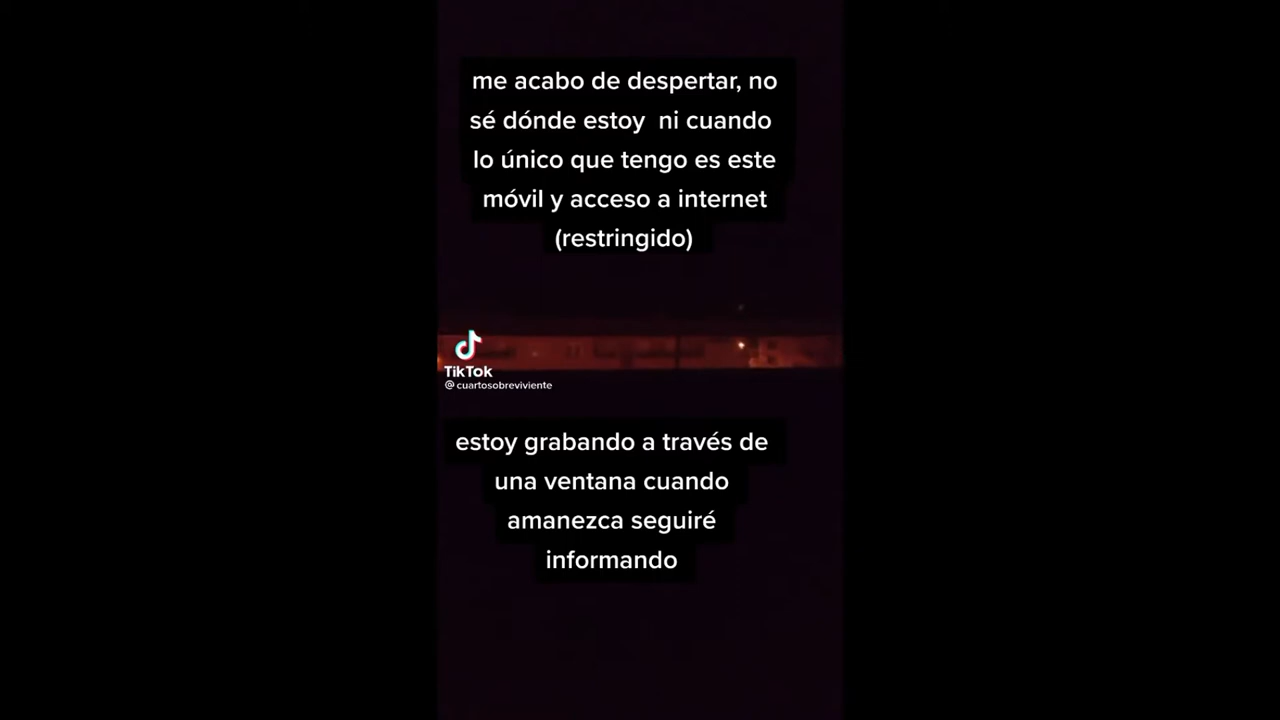 me acabo de despertar, no
sé dónde estoy ni cuando
lo único que tengo es este
móvil y acceso a internet
(restringido)
TikTok
@cuartosobreviviente
estoy grabando a través de
una ventana cuando
amanezca seguiré
informando